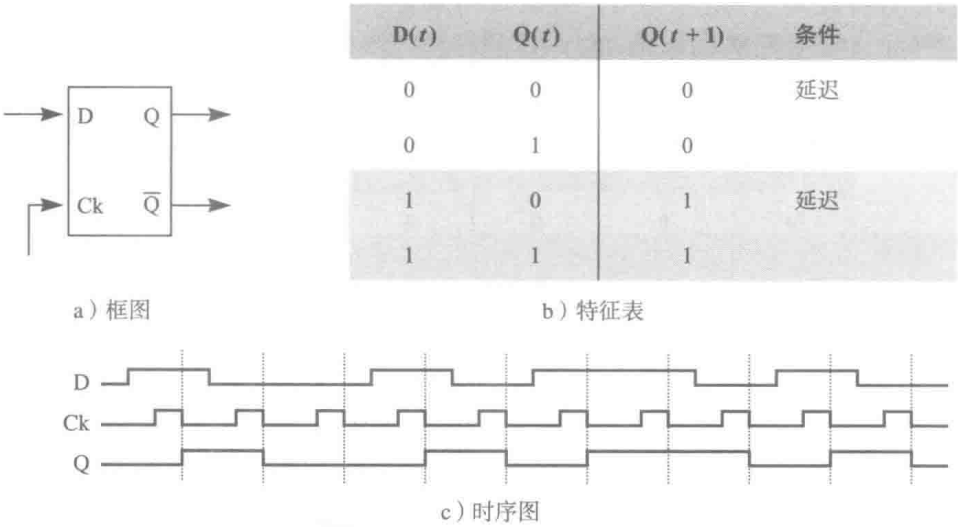 D(t) Q(t) Q(t + 1) 条件
0 0 0 延迟
0 1 0
1 0 1 延迟
1 1 1
D Q
Ck Q̅
a）框图
b）特征表
D
Ck
Q
c）时序图